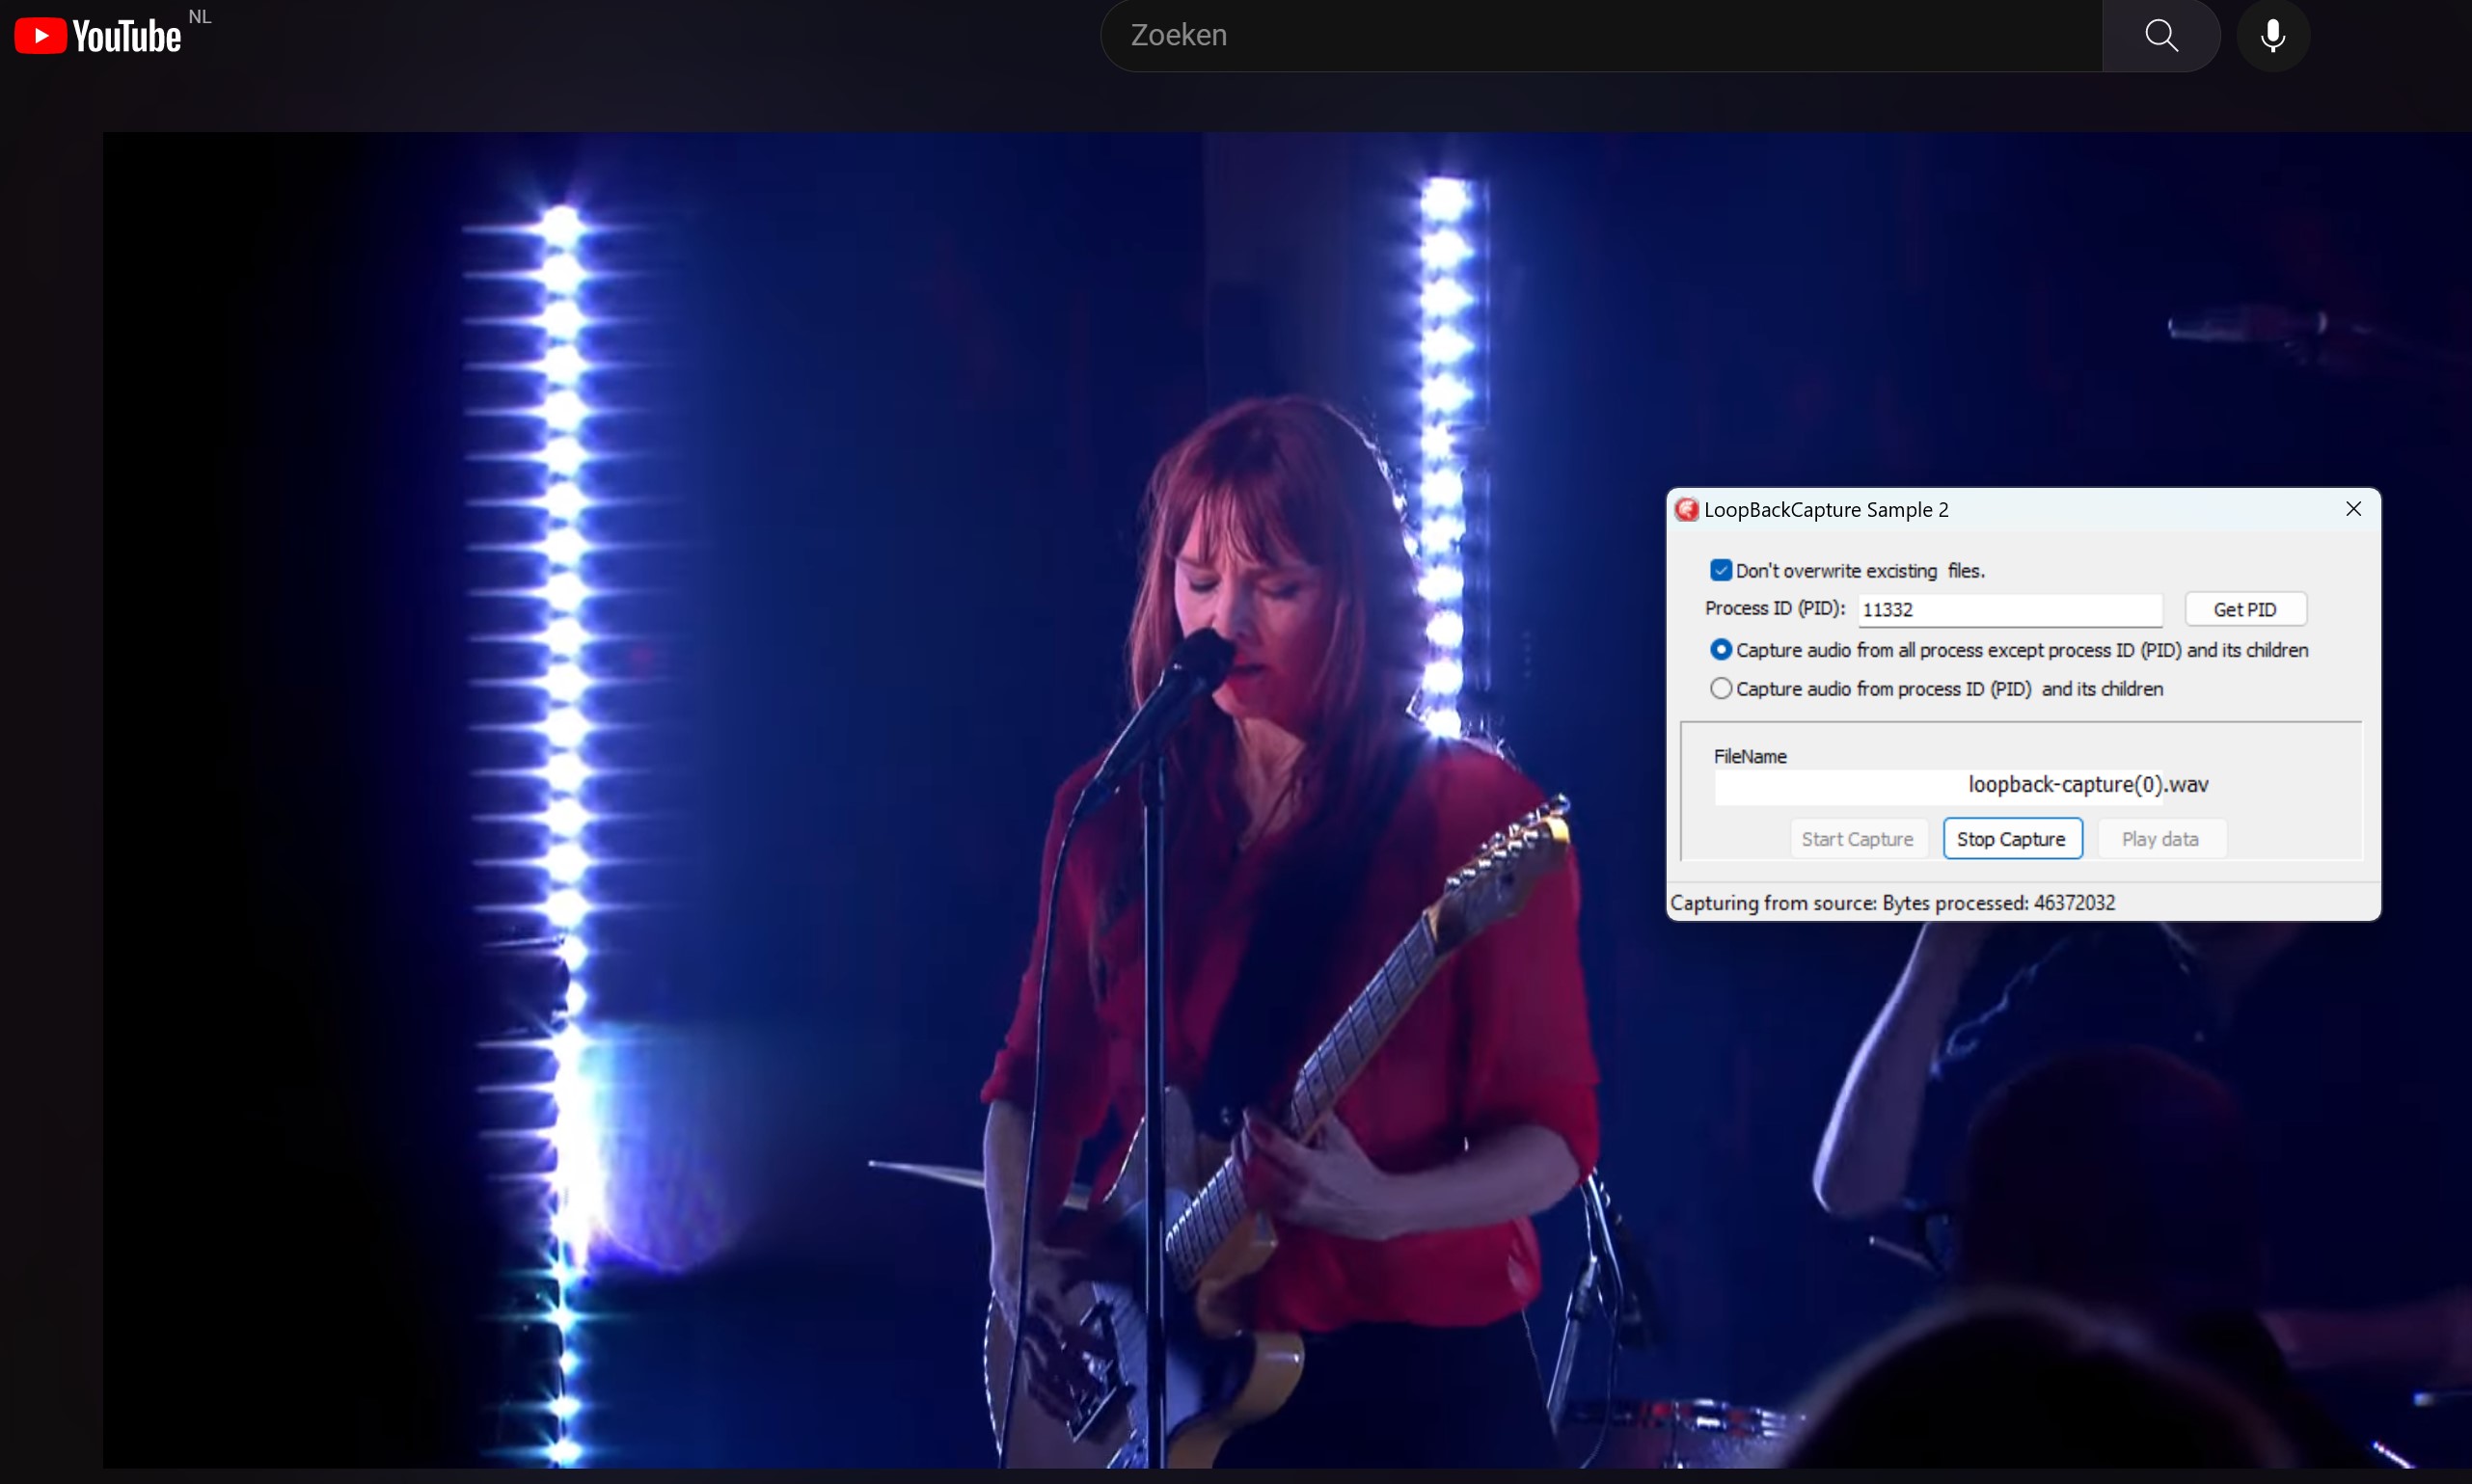 YouTube NL
Zoeken
LoopBackCapture Sample 2
Don't overwrite excisting files.
Process ID (PID): 11332 Get PID
Capture audio from all process except process ID (PID) and its children
Capture audio from process ID (PID) and its children
FileName
loopback-capture(0).wav
Start Capture Stop Capture Play data
Capturing from source: Bytes processed: 46372032